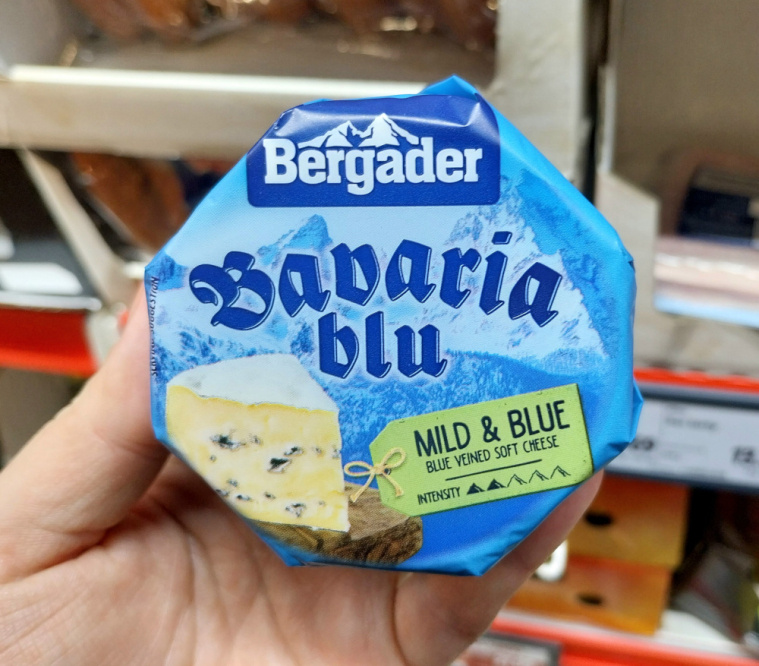 Bergader
Bavaria
blu
MILD & BLUE
BLUE VEINED SOFT CHEESE
INTENSITY